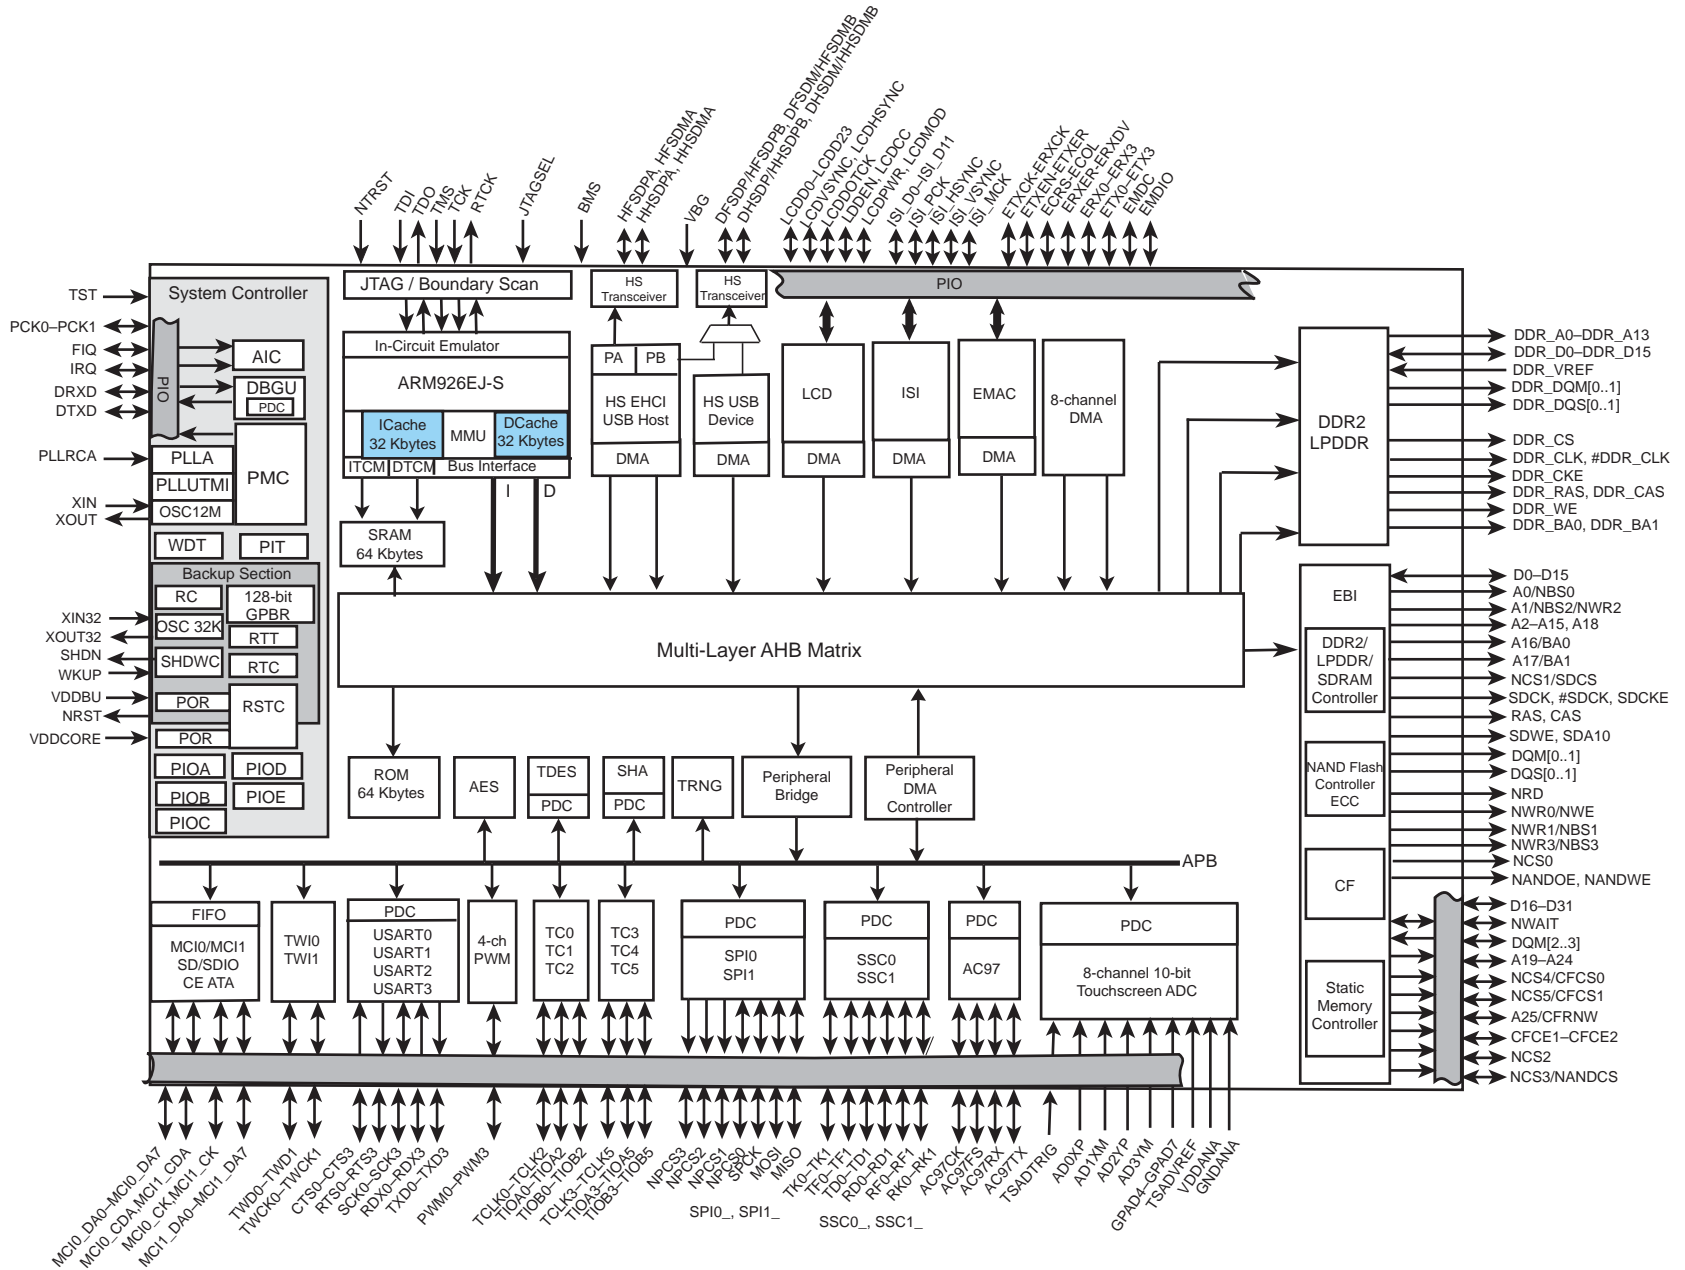 NTRST
TDI
TDO
TMS
TCK
RTCK
JTAGSEL
BMS
HFSDPA, HFSDMA
HHSDPA, HHSDMA
VBG
DFSDP/HFSDPB, DFSDM/HFSDMB
DHSDP/HHSDPB, DHSDM/HHSDMB
LCDD0–LCDD23
LCDVSYNC, LCDHSYNC
LCDDOTCK
LDDEN, LCDCC
LCDPWR, LCDMOD
ISI_D0–ISI_D11
ISI_PCK
ISI_HSYNC
ISI_VSYNC
ISI_MCK
ETXCK-ERXCK
ETXEN-ETXER
ECRS-ECOL
ERXER-ERXDV
ERX0–ERX3
ETX0–ETX3
EMDC
EMDIO
TST
PCK0–PCK1
FIQ
IRQ
DRXD
DTXD
PLLRCA
XIN
XOUT
XIN32
XOUT32
SHDN
WKUP
VDDBU
NRST
VDDCORE
System Controller
PIO
AIC
DBGU
PDC
PLLA
PLLUTMI
OSC12M
PMC
WDT
PIT
Backup Section
RC
128-bit
GPBR
OSC 32K
RTT
SHDWC
RTC
POR
RSTC
POR
PIOA
PIOD
PIOB
PIOE
PIOC
JTAG / Boundary Scan
In-Circuit Emulator
ARM926EJ-S
ICache
32 Kbytes
MMU
DCache
32 Kbytes
ITCM
DTCM
Bus Interface
I
D
SRAM
64 Kbytes
HS
Transceiver
HS
Transceiver
PA
PB
HS EHCI
USB Host
DMA
HS USB
Device
DMA
PIO
LCD
DMA
ISI
DMA
EMAC
DMA
8-channel
DMA
Multi-Layer AHB Matrix
DDR2
LPDDR
EBI
DDR2/
LPDDR/
SDRAM
Controller
NAND Flash
Controller
ECC
CF
Static
Memory
Controller
DDR_A0–DDR_A13
DDR_D0–DDR_D15
DDR_VREF
DDR_DQM[0..1]
DDR_DQS[0..1]
DDR_CS
DDR_CLK, #DDR_CLK
DDR_CKE
DDR_RAS, DDR_CAS
DDR_WE
DDR_BA0, DDR_BA1
D0–D15
A0/NBS0
A1/NBS2/NWR2
A2–A15, A18
A16/BA0
A17/BA1
NCS1/SDCS
SDCK, #SDCK, SDCKE
RAS, CAS
SDWE, SDA10
DQM[0..1]
DQS[0..1]
NRD
NWR0/NWE
NWR1/NBS1
NWR3/NBS3
NCS0
NANDOE, NANDWE
D16–D31
NWAIT
DQM[2..3]
A19–A24
NCS4/CFCS0
NCS5/CFCS1
A25/CFRNW
CFCE1–CFCE2
NCS2
NCS3/NANDCS
ROM
64 Kbytes
AES
TDES
PDC
SHA
PDC
TRNG
Peripheral
Bridge
Peripheral
DMA
Controller
APB
FIFO
MCI0/MCI1
SD/SDIO
CE ATA
TWI0
TWI1
PDC
USART0
USART1
USART2
USART3
4-ch
PWM
TC0
TC1
TC2
TC3
TC4
TC5
PDC
SPI0
SPI1
PDC
SSC0
SSC1
PDC
AC97
PDC
8-channel 10-bit
Touchscreen ADC
MCI0_DA0–MCI0_DA7
MCI0_CDA,MCI1_CDA
MCI0_CK,MCI1_CK
MCI1_DA0–MCI1_DA7
TWD0–TWD1
TWCK0–TWCK1
CTS0–CTS3
RTS0–RTS3
SCK0–SCK3
RDX0–RDX3
TXD0–TXD3
PWM0–PWM3
TCLK0–TCLK2
TIOA0–TIOA2
TIOB0–TIOB2
TCLK3–TCLK5
TIOA3–TIOA5
TIOB3–TIOB5
NPCS3
NPCS2
NPCS1
NPCS0
SPCK
MOSI
MISO
SPI0_, SPI1_
TK0–TK1
TF0–TF1
TD0–TD1
RD0–RD1
RF0–RF1
RK0–RK1
SSC0_, SSC1_
AC97CK
AC97FS
AC97RX
AC97TX
TSADTRIG
AD0XP
AD1XM
AD2YP
AD3YM
GPAD4–GPAD7
TSADVREF
VDDANA
GNDANA